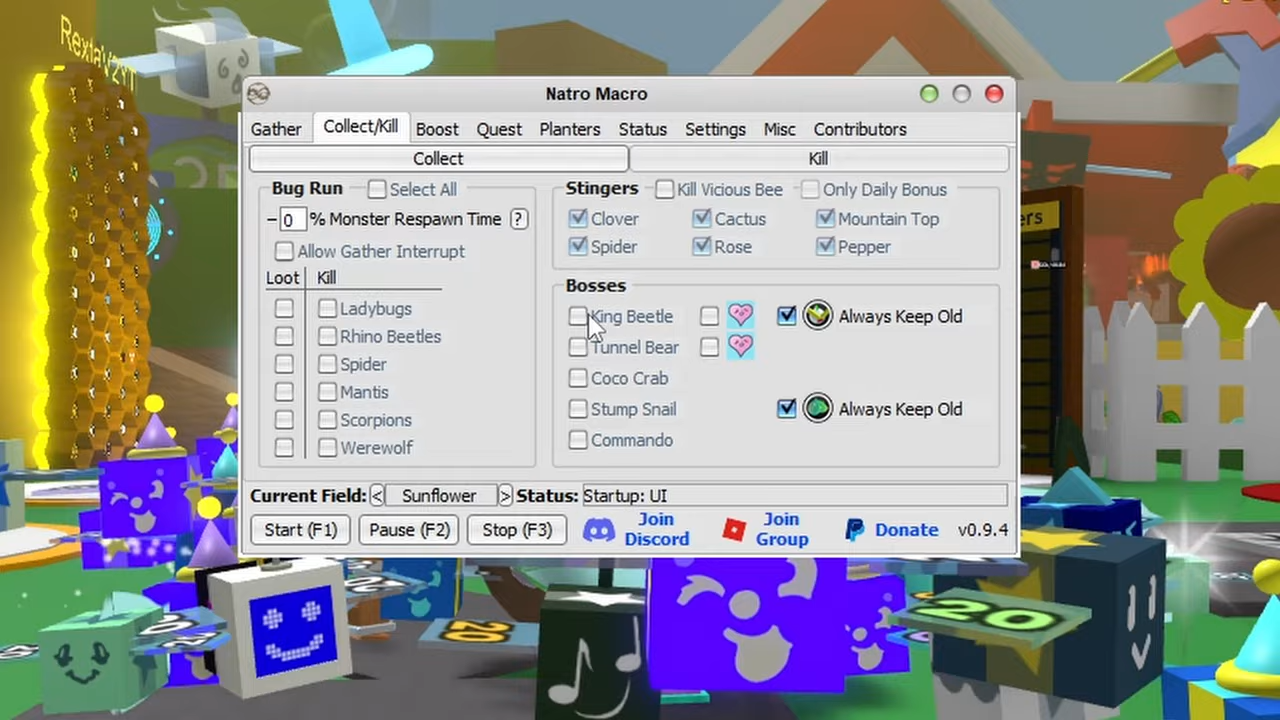 RextaV2YT
Natro Macro
Gather Collect/Kill Boost Quest Planters Status Settings Misc Contributors
Collect Kill
Bug Run Select All
- 0 % Monster Respawn Time ?
Allow Gather Interrupt
Loot Kill
Ladybugs
Rhino Beetles
Spider
Mantis
Scorpions
Werewolf
Stingers Kill Vicious Bee Only Daily Bonus
Clover Cactus Mountain Top
Spider Rose Pepper
Bosses
King Beetle Always Keep Old
Tunnel Bear
Coco Crab
Stump Snail Always Keep Old
Commando
Current Field: < Sunflower > Status: Startup: UI
Start (F1) Pause (F2) Stop (F3) Join Discord Join Group Donate v0.9.4
20
20